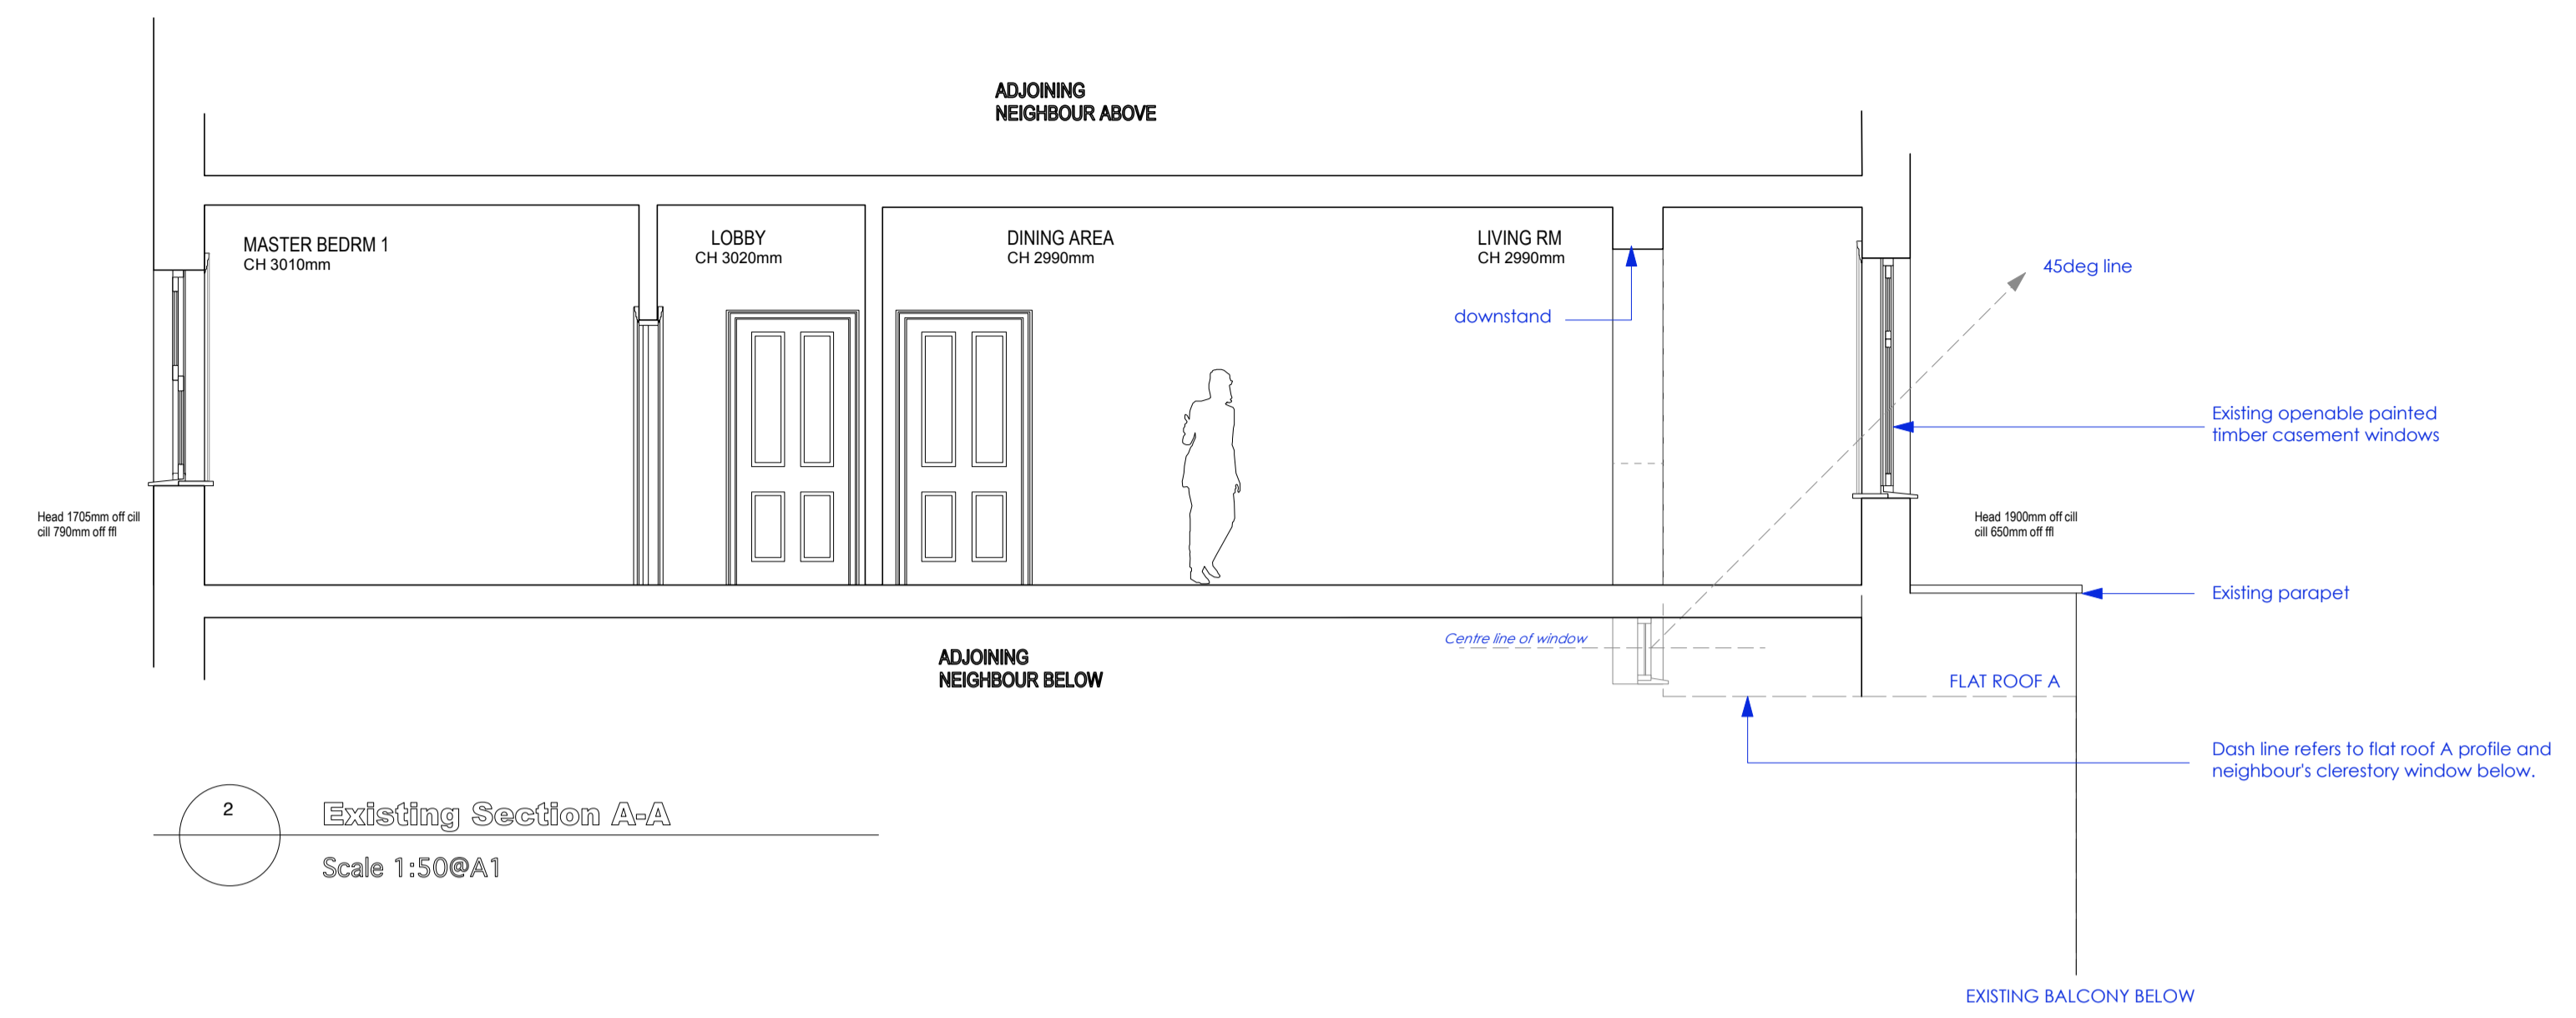 ADJOINING
NEIGHBOUR ABOVE
MASTER BEDRM 1
CH 3010mm
LOBBY
CH 3020mm
DINING AREA
CH 2990mm
LIVING RM
CH 2990mm
45deg line
downstand
Existing openable painted
timber casement windows
Head 1705mm off cill
cill 790mm off ffl
Head 1900mm off cill
cill 650mm off ffl
Existing parapet
Centre line of window
ADJOINING
NEIGHBOUR BELOW
FLAT ROOF A
Dash line refers to flat roof A profile and
neighbour's clerestory window below.
2
Existing Section A-A
Scale 1:50@A1
EXISTING BALCONY BELOW